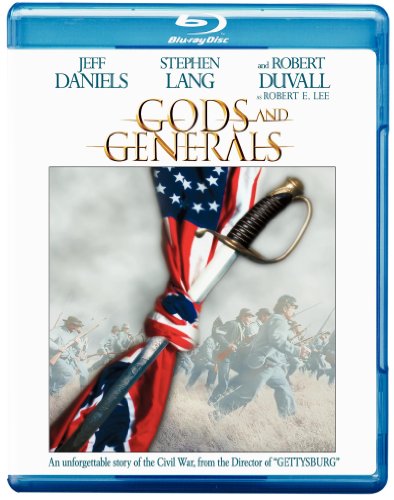 Blu-ray Disc
JEFF DANIELS
STEPHEN LANG
and ROBERT DUVALL
AS ROBERT E. LEE
GODS AND
GENERALS
An unforgettable story of the Civil War, from the Director of "GETTYSBURG"